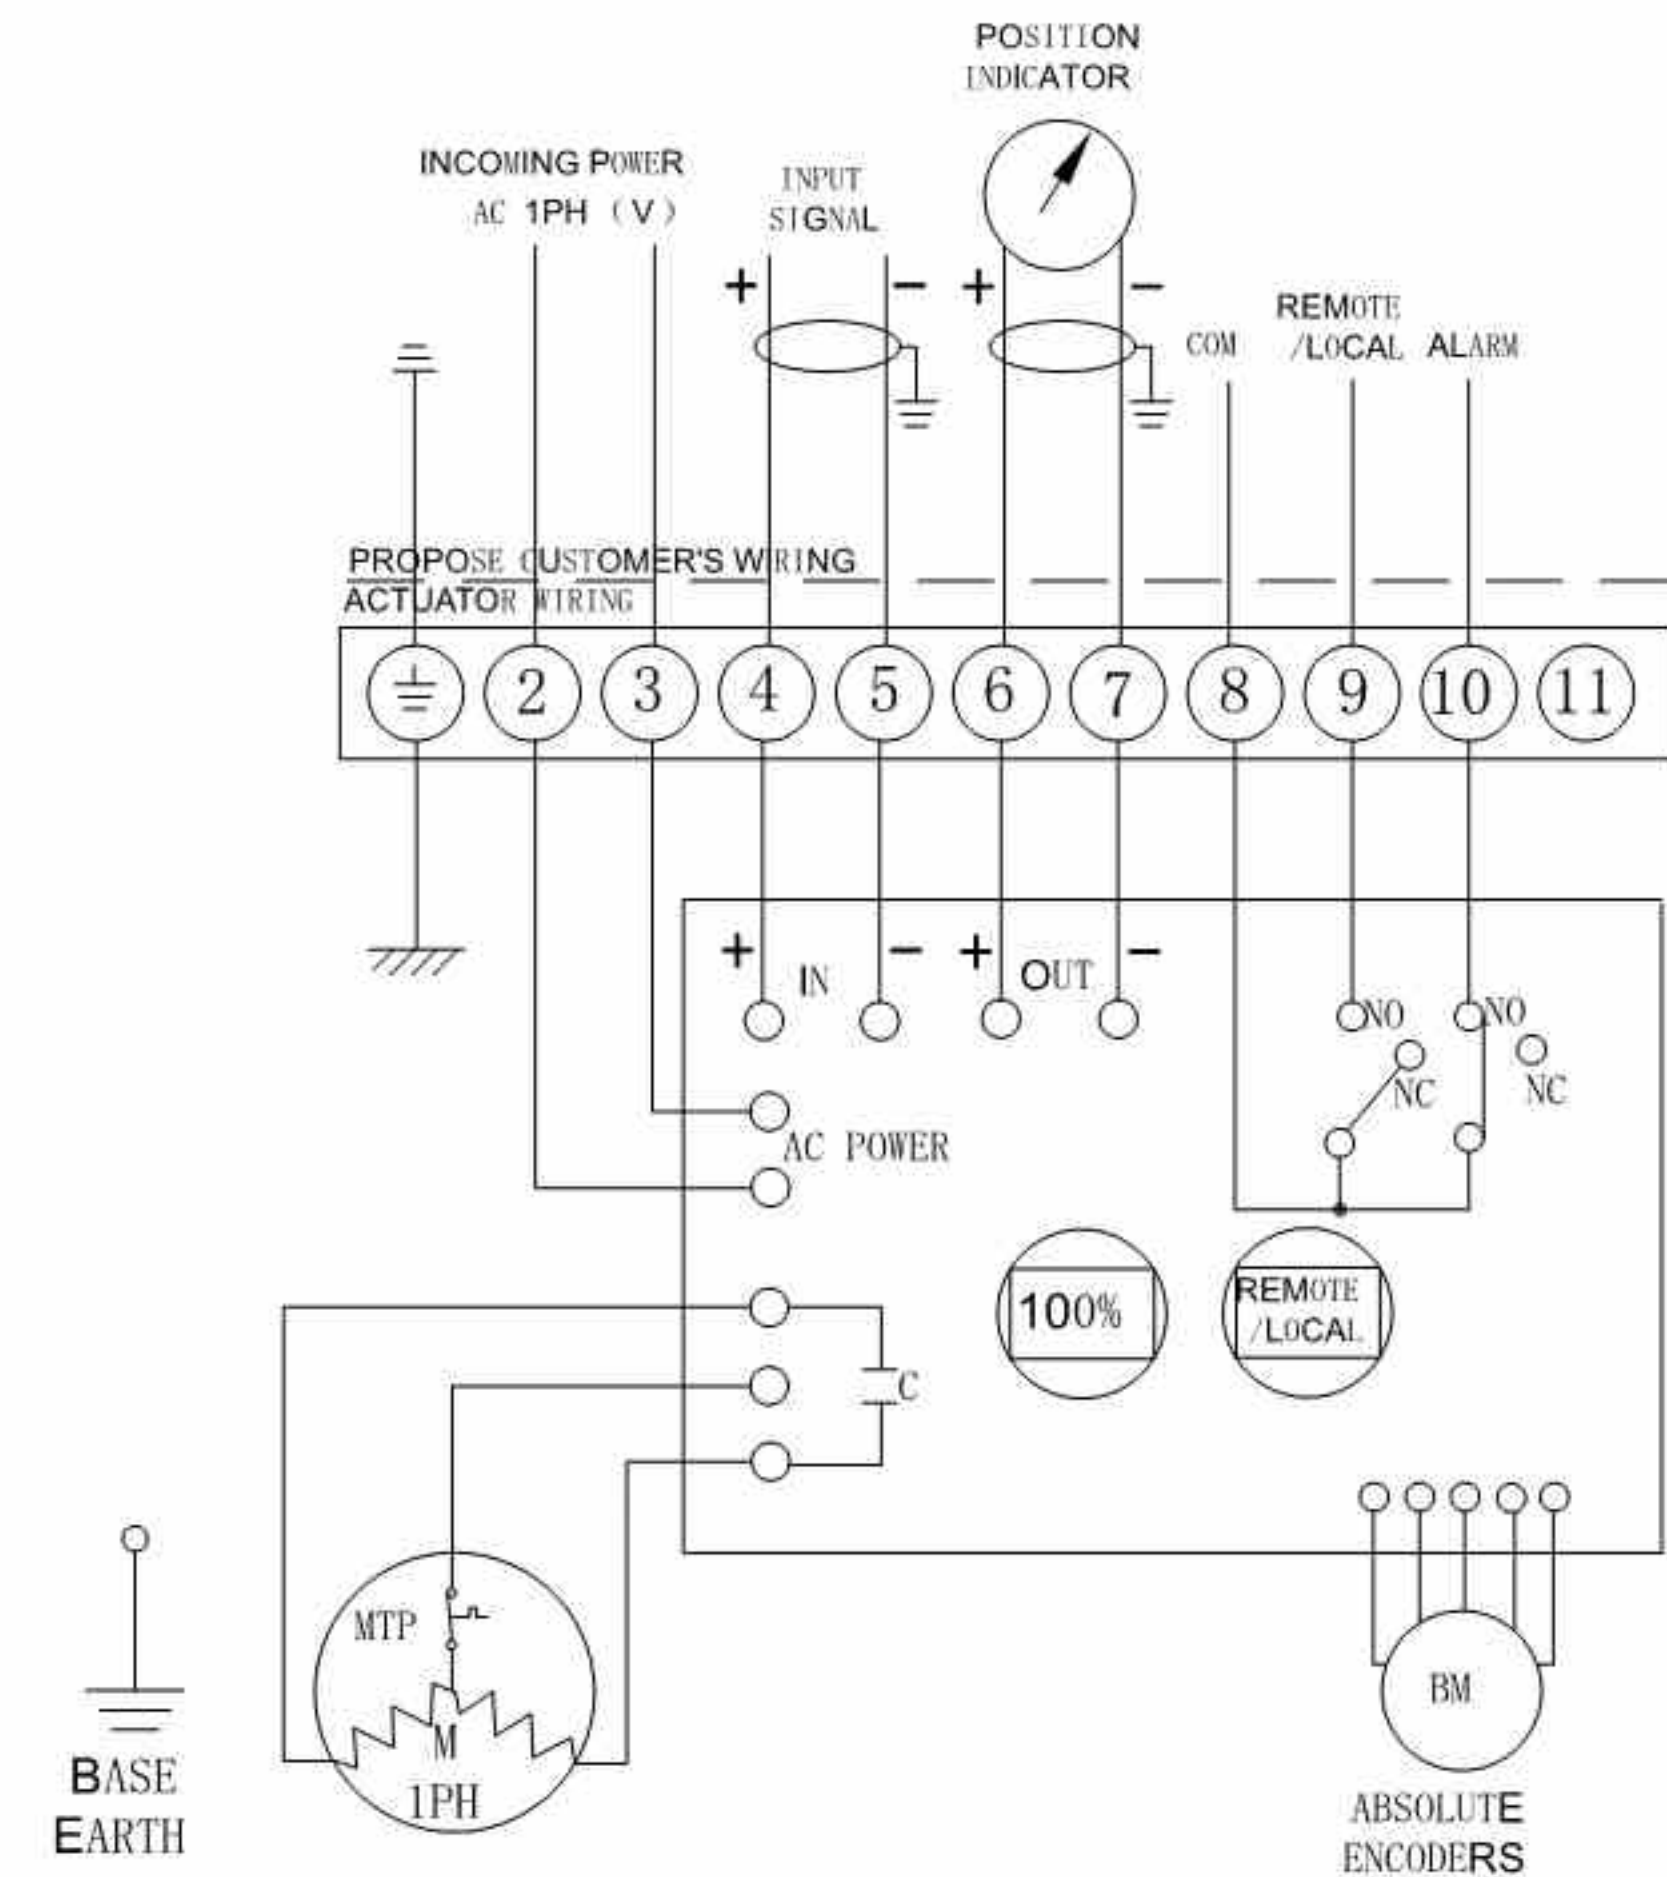 POSITION
INDICATOR
INCOMING POWER
AC 1PH (V)
INPUT
SIGNAL
+ − + −
REMOTE
COM /LOCAL ALARM
PROPOSE CUSTOMER'S WIRING
ACTUATOR WIRING
2 3 4 5 6 7 8 9 10 11
+ − + −
IN OUT
NO NO
NC NC
AC POWER
100%
REMOTE
/LOCAL
C
MTP
M
1PH
BM
BASE
EARTH
ABSOLUTE
ENCODERS